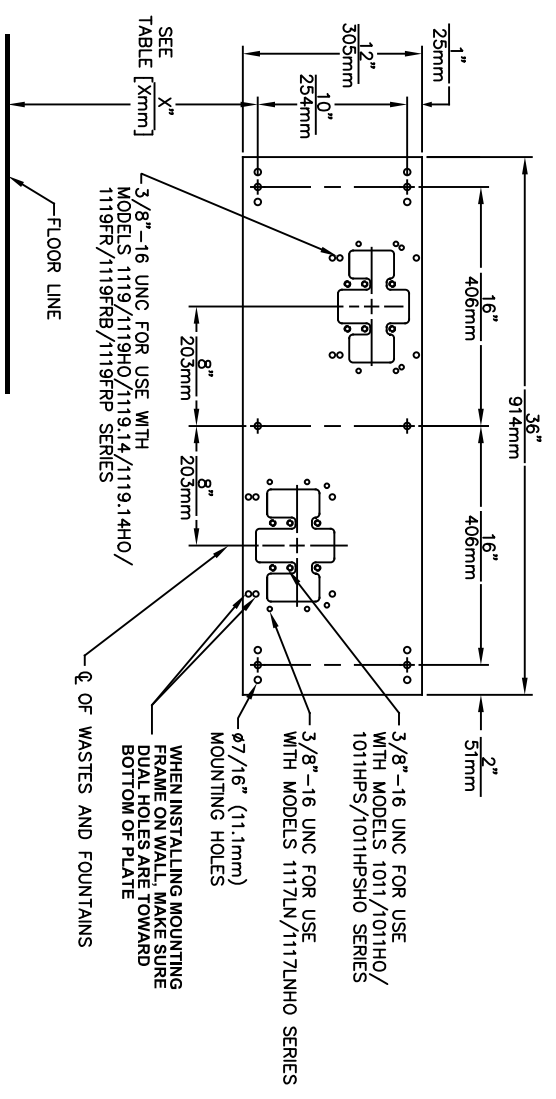 36"
914mm
2"
51mm
16"
406mm
16"
406mm
1"
25mm
12"
305mm
10"
254mm
X"
[Xmm]
SEE
TABLE
8"
203mm
8"
203mm
FLOOR LINE
3/8"-16 UNC FOR USE WITH
MODELS 1119/1119HO/1119.14/1119.14HO/
1119FR/1119FRB/1119FRP SERIES
3/8"-16 UNC FOR USE
WITH MODELS 1011/1011HO/
1011HPS/1011HPSHO SERIES
3/8"-16 UNC FOR USE
WITH MODELS 1117LN/1117LNHO SERIES
ø7/16" (11.1mm)
MOUNTING HOLES
WHEN INSTALLING MOUNTING
FRAME ON WALL, MAKE SURE
DUAL HOLES ARE TOWARD
BOTTOM OF PLATE
℄ OF WASTES AND FOUNTAINS